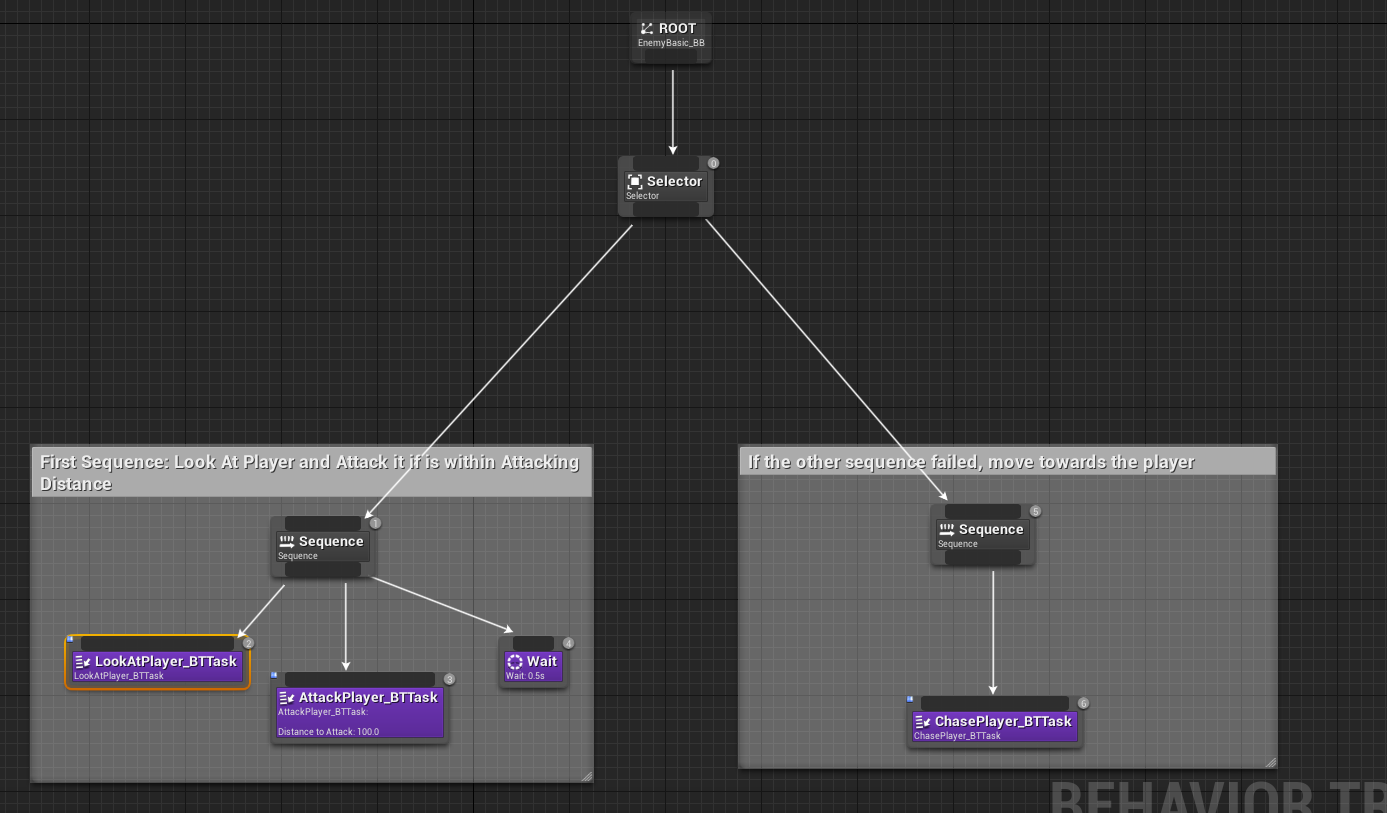 ROOT
EnemyBasic_BB
0
Selector
Selector
First Sequence: Look At Player and Attack it if is within Attacking
Distance
If the other sequence failed, move towards the player
1
Sequence
Sequence
5
Sequence
Sequence
2
LookAtPlayer_BTTask
LookAtPlayer_BTTask
3
AttackPlayer_BTTask
AttackPlayer_BTTask:
Distance to Attack: 100.0
4
Wait
Wait: 0.5s
6
ChasePlayer_BTTask
ChasePlayer_BTTask
BEHAVIOR TR